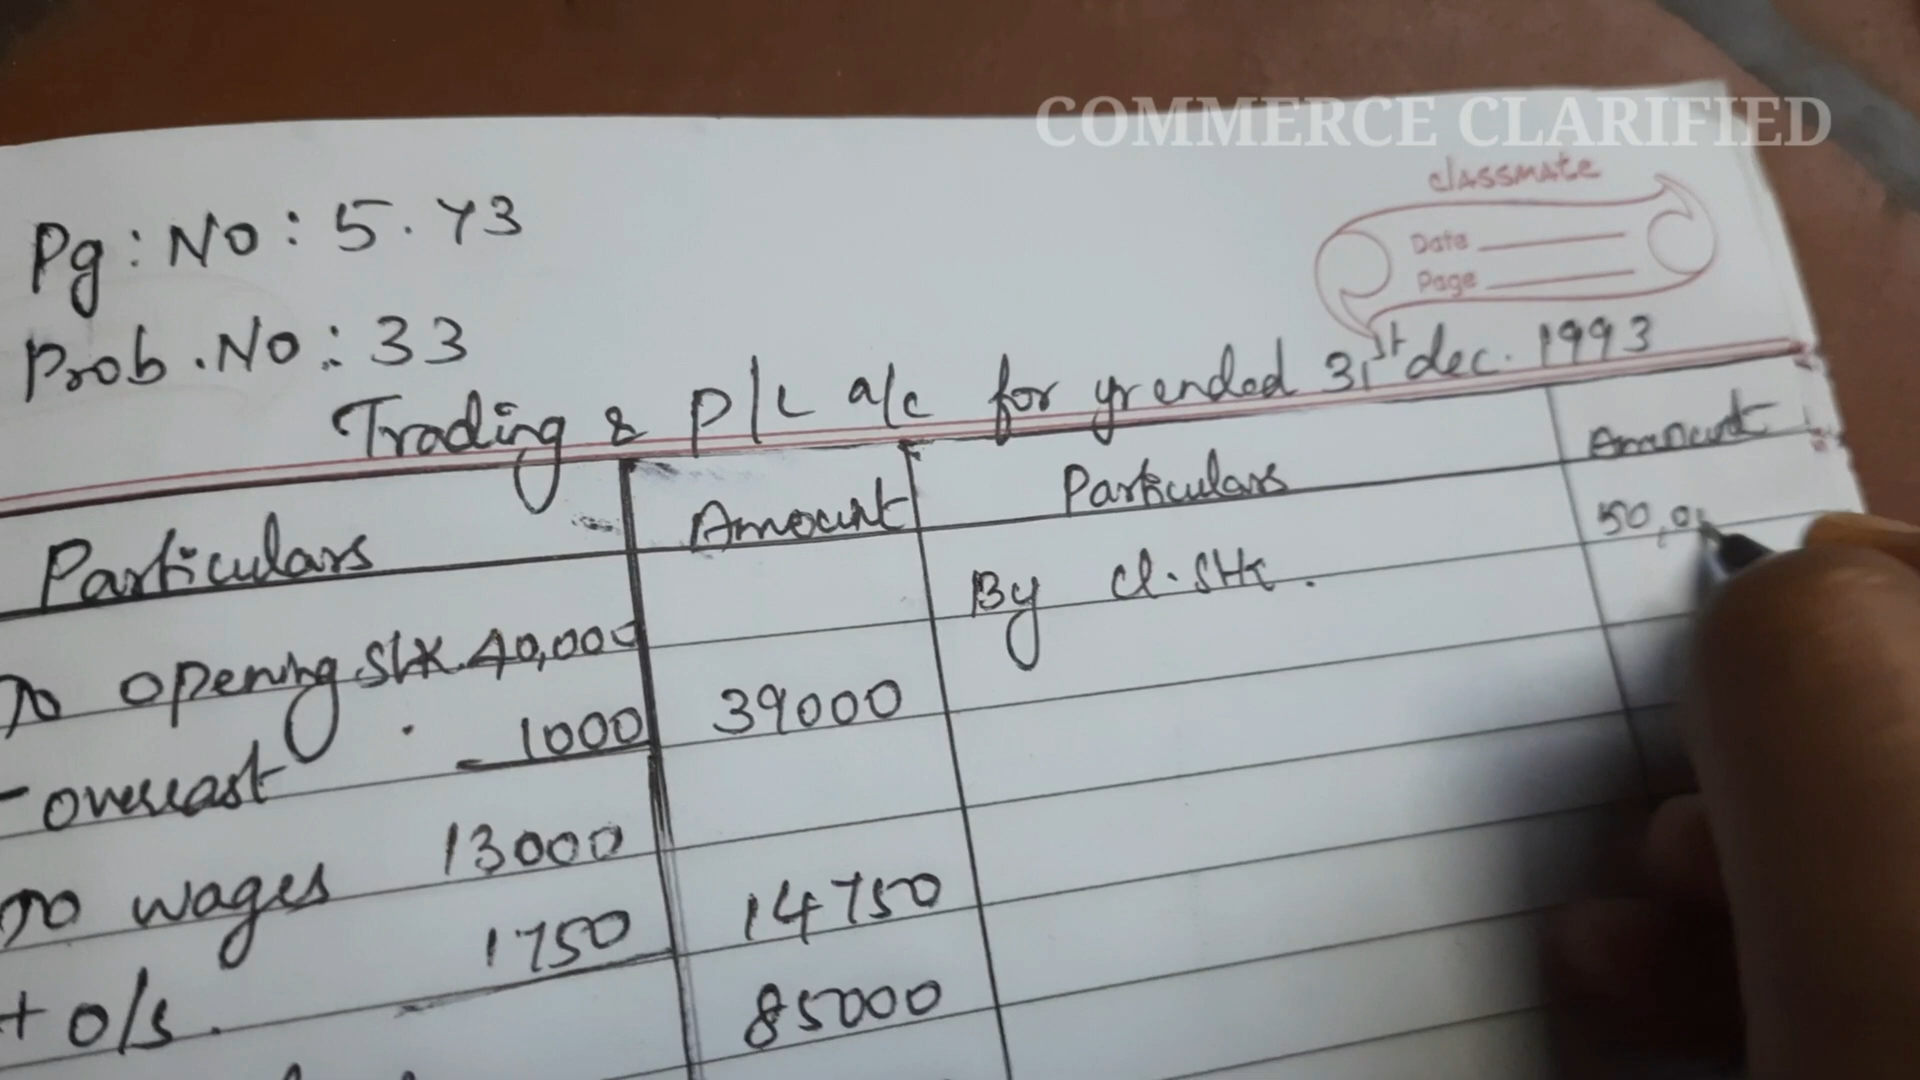 COMMERCE CLARIFIED
classmate
Date
Page
Pg : No : 5.73
Prob. No : 33
Trading & P/L a/c for yr ended 31st dec. 1993
Particulars Amount Particulars Amount
By cl. stk. 50,0
To opening stk. 40,000
- overcast 1000 39000
To wages 13000
+ o/s. 1750 14750
85000